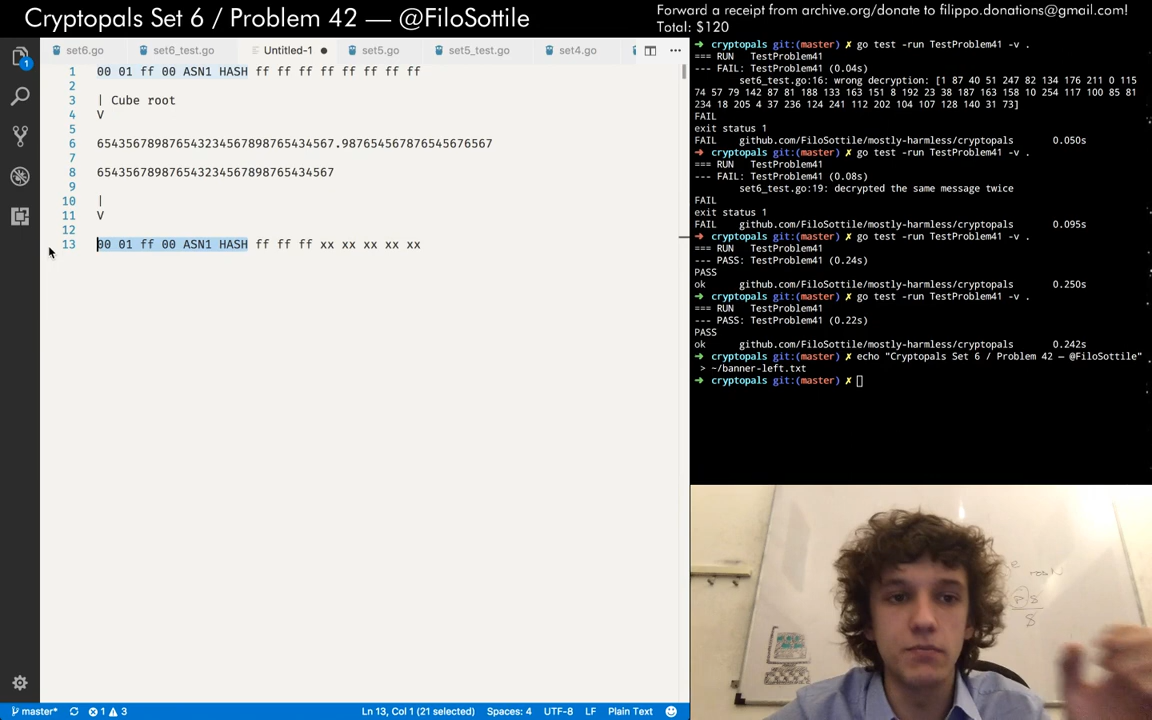 Cryptopals Set 6 / Problem 42 — @FiloSottile
Forward a receipt from archive.org/donate to filippo.donations@gmail.com!
Total: $120
set6.go
set6_test.go
Untitled-1
set5.go
set5_test.go
set4.go
1 00 01 ff 00 ASN1 HASH ff ff ff ff ff ff ff ff
2
3 | Cube root
4 V
5
6 6543567898765432345678987654345​67.987654567876545676567
7
8 654356789876543234567898765434567
9
10 |
11 V
12
13 00 01 ff 00 ASN1 HASH ff ff ff xx xx xx xx xx
➜ cryptopals git:(master) ✗ go test -run TestProblem41 -v .
=== RUN TestProblem41
--- FAIL: TestProblem41 (0.04s)
set6_test.go:16: wrong decryption: [1 87 40 51 247 82 134 176 211 0 115
74 57 79 142 87 81 188 133 163 151 8 192 23 38 187 163 158 10 254 117 100 85 81
234 18 205 4 37 236 124 241 112 202 104 107 128 140 31 73]
FAIL
exit status 1
FAIL github.com/FiloSottile/mostly-harmless/cryptopals 0.050s
➜ cryptopals git:(master) ✗ go test -run TestProblem41 -v .
=== RUN TestProblem41
--- FAIL: TestProblem41 (0.08s)
set6_test.go:19: decrypted the same message twice
FAIL
exit status 1
FAIL github.com/FiloSottile/mostly-harmless/cryptopals 0.095s
➜ cryptopals git:(master) ✗ go test -run TestProblem41 -v .
=== RUN TestProblem41
--- PASS: TestProblem41 (0.24s)
PASS
ok github.com/FiloSottile/mostly-harmless/cryptopals 0.250s
➜ cryptopals git:(master) ✗ go test -run TestProblem41 -v .
=== RUN TestProblem41
--- PASS: TestProblem41 (0.22s)
PASS
ok github.com/FiloSottile/mostly-harmless/cryptopals 0.242s
➜ cryptopals git:(master) ✗ echo "Cryptopals Set 6 / Problem 42 — @FiloSottile"
> ~/banner-left.txt
➜ cryptopals git:(master) ✗
1
master*
1
3
Ln 13, Col 1 (21 selected)
Spaces: 4
UTF-8
LF
Plain Text